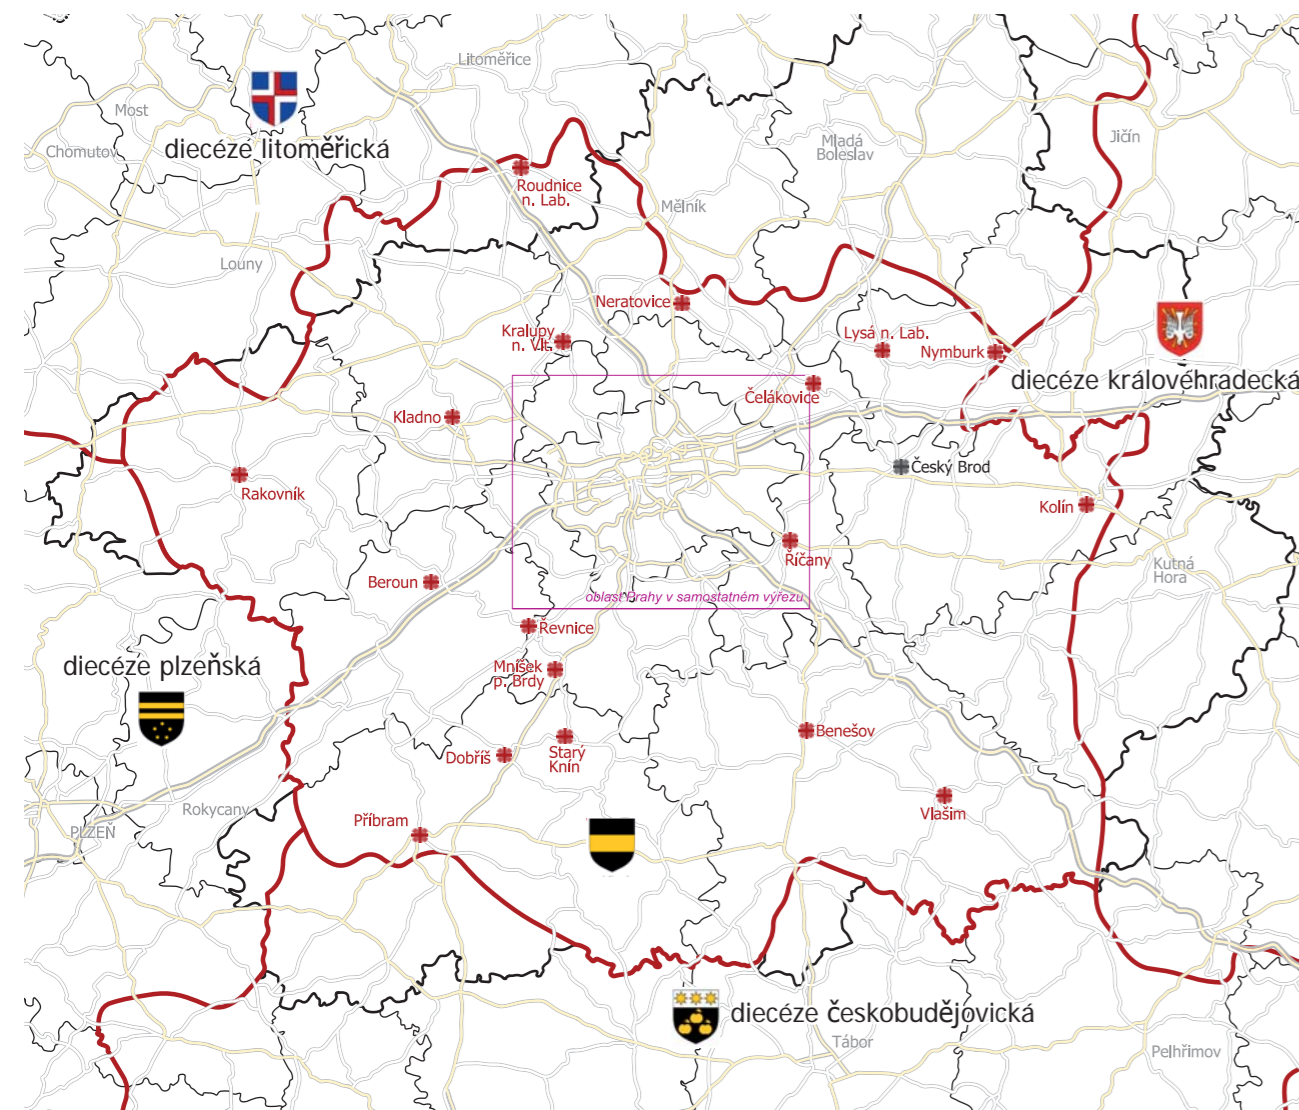 Litoměřice
Most
Chomutov
diecéze litoměřická
Mladá
Boleslav
Jičín
Roudnice
n. Lab.
Mělník
Louny
Neratovice
Kralupy
n. Vlt.
Lysá n. Lab.
Nymburk
diecéze královéhradecká
Čelákovice
Kladno
Český Brod
Rakovník
Kolín
Říčany
Kutná
Hora
Beroun
oblast Prahy v samostatném výřezu
Řevnice
diecéze plzeňská
Mníšek
p. Brdy
Benešov
Dobříš
Starý
Knín
Rokycany
Vlašim
Příbram
PLZEŇ
diecéze českobudějovická
Tábor
Pelhřimov